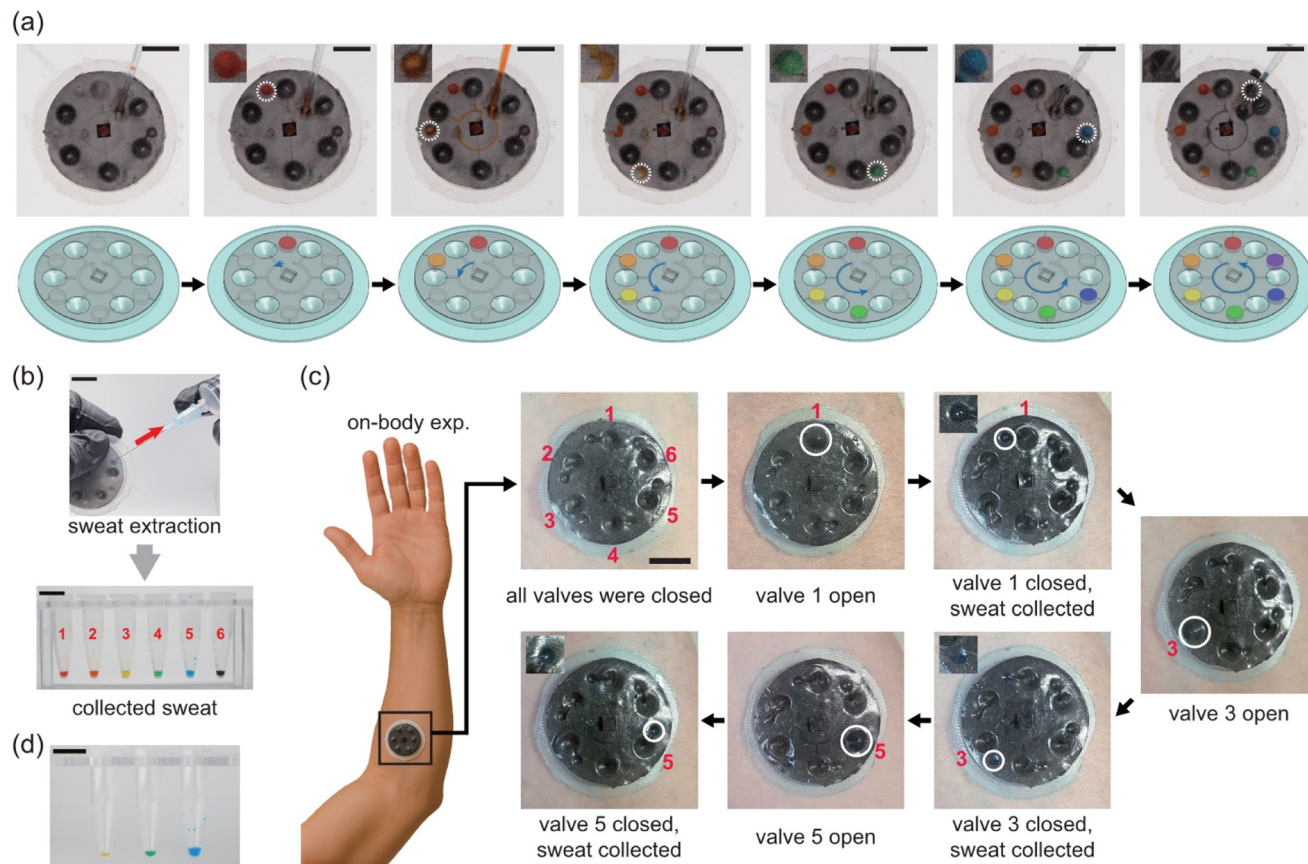 (a)
(b)
sweat extraction
1 2 3 4 5 6
collected sweat
(c)
on-body exp.
1
2
6
3
5
4
all valves were closed
1
valve 1 open
1
valve 1 closed,
sweat collected
3
valve 3 open
3
valve 3 closed,
sweat collected
5
valve 5 open
5
valve 5 closed,
sweat collected
(d)